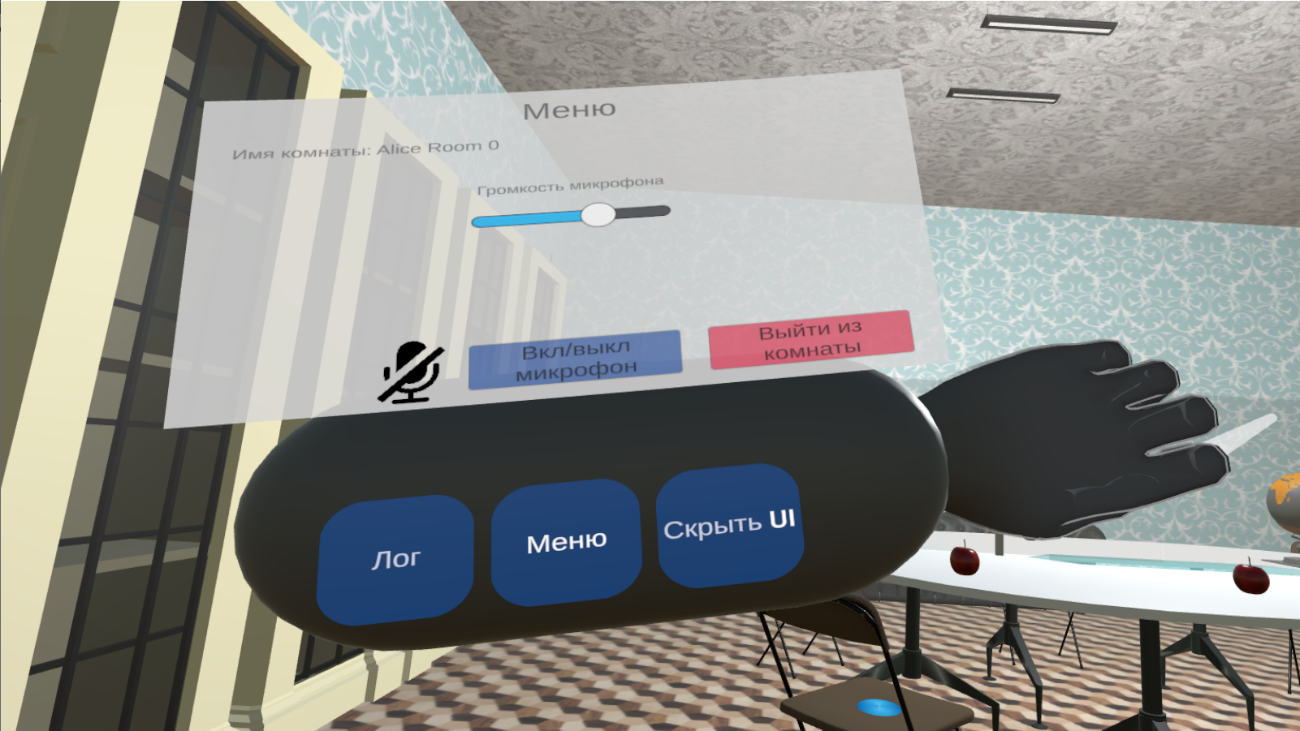 Меню
Имя комнаты: Alice Room 0
Громкость микрофона
Вкл/выкл
микрофон
Выйти из
комнаты
Лог
Меню
Скрыть UI